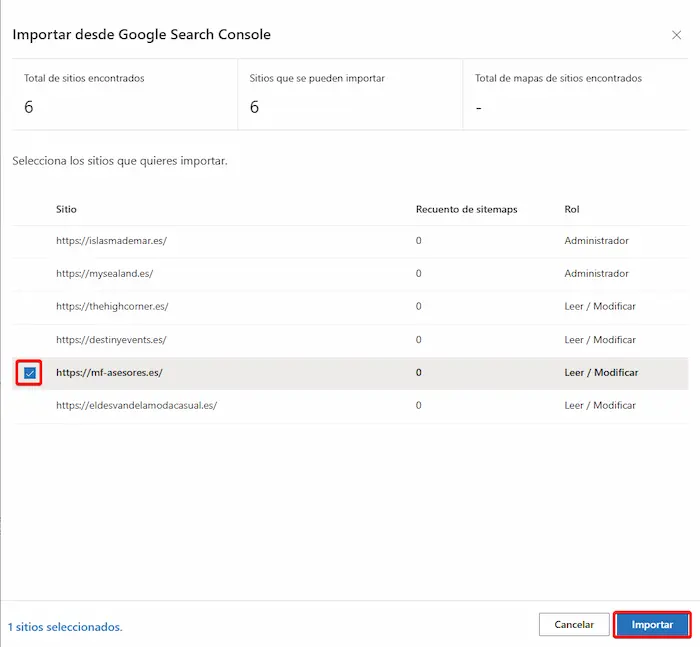 Importar desde Google Search Console
Total de sitios encontrados
6
Sitios que se pueden importar
6
Total de mapas de sitios encontrados
-
Selecciona los sitios que quieres importar.
Sitio Recuento de sitemaps Rol
https://islasmademar.es/ 0 Administrador
https://mysealand.es/ 0 Administrador
https://thehighcorner.es/ 0 Leer / Modificar
https://destinyevents.es/ 0 Leer / Modificar
https://mf-asesores.es/ 0 Leer / Modificar
https://eldesvandelamodacasual.es/ 0 Leer / Modificar
1 sitios seleccionados.
Cancelar
Importar